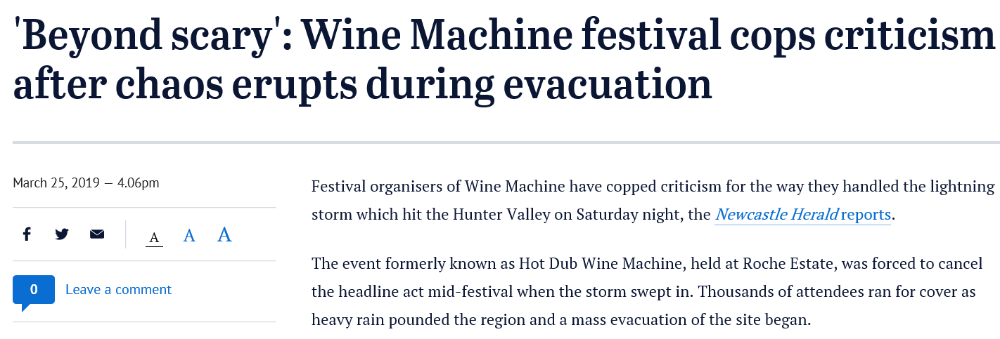 'Beyond scary': Wine Machine festival cops criticism
after chaos erupts during evacuation
March 25, 2019 — 4.06pm
A A A
0 Leave a comment
Festival organisers of Wine Machine have copped criticism for the way they handled the lightning
storm which hit the Hunter Valley on Saturday night, the Newcastle Herald reports.
The event formerly known as Hot Dub Wine Machine, held at Roche Estate, was forced to cancel
the headline act mid-festival when the storm swept in. Thousands of attendees ran for cover as
heavy rain pounded the region and a mass evacuation of the site began.